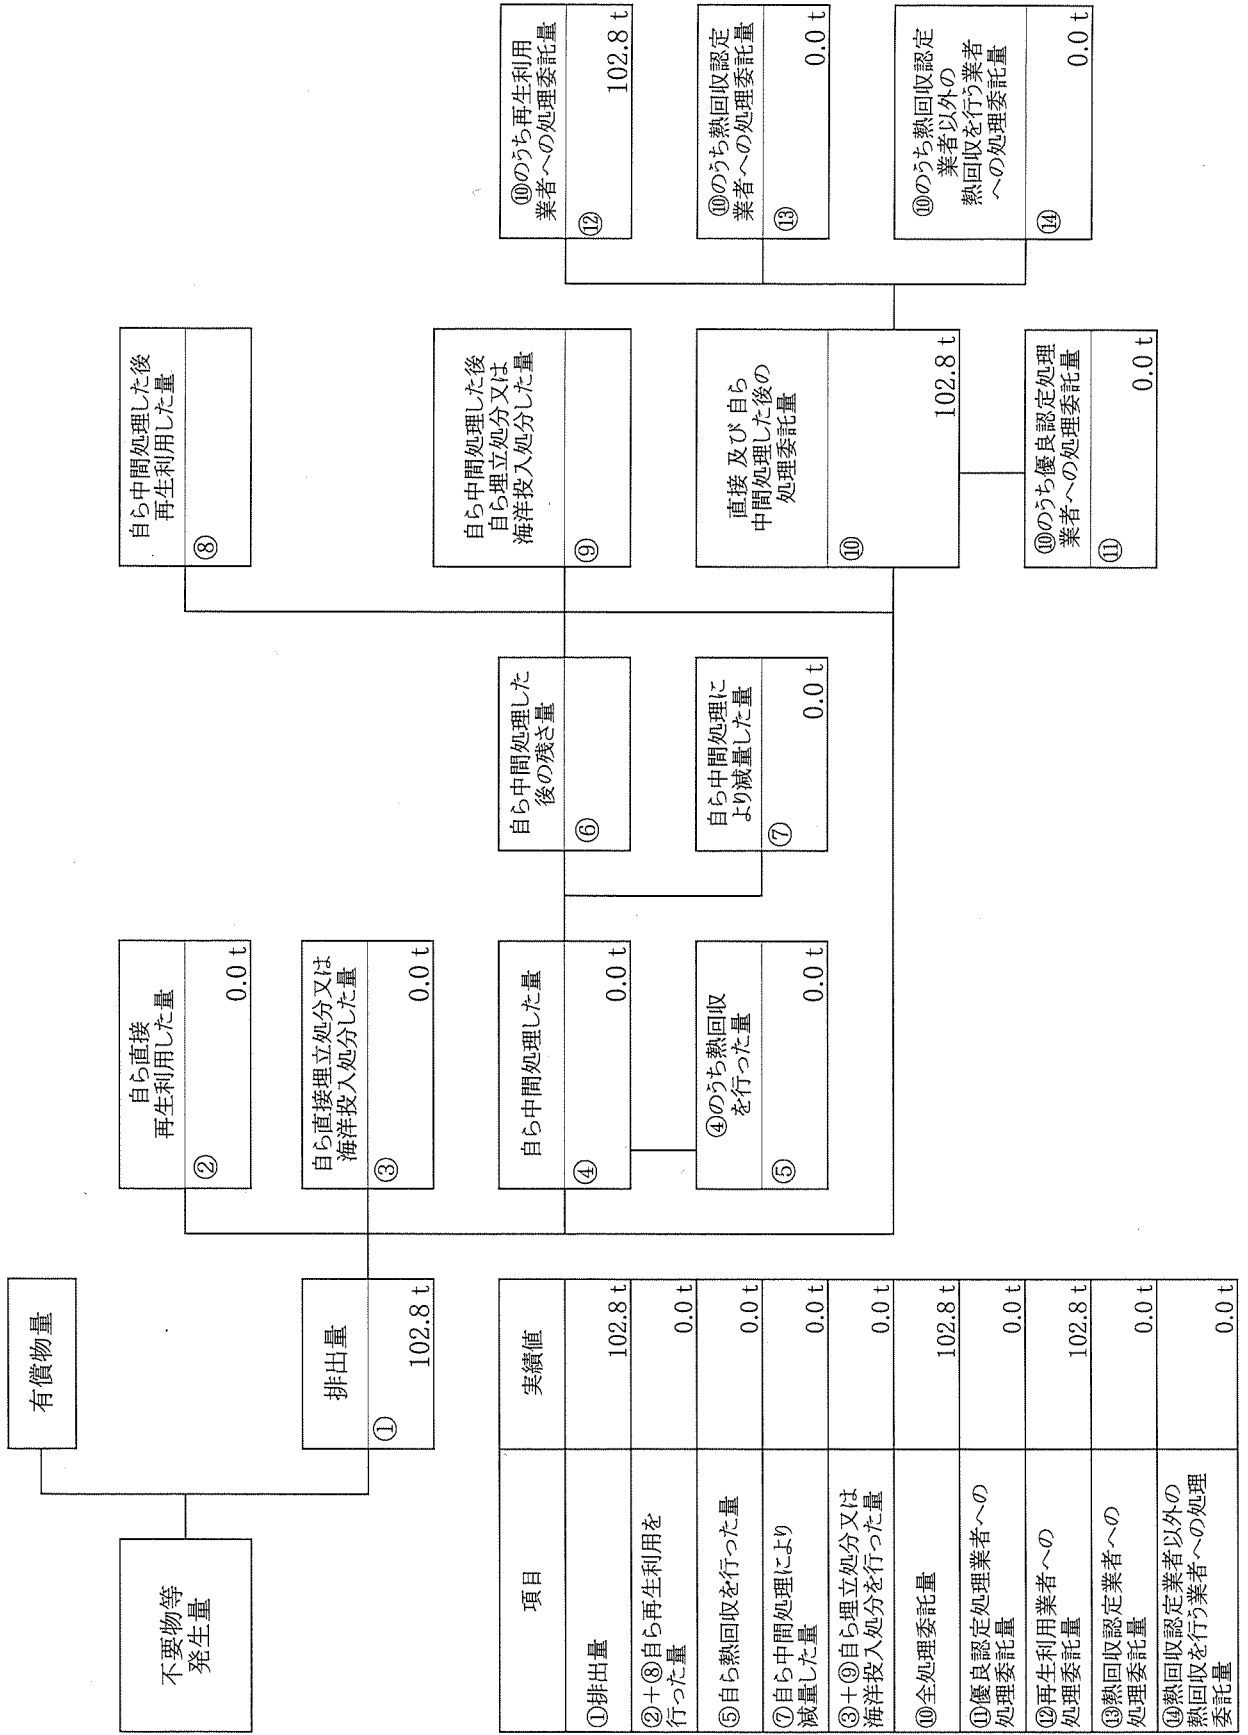 不要物等
発生量
有償物量
排出量
①
102.8 t
自ら直接
再生利用した量
②
0.0 t
自ら直接埋立処分又は
海洋投入処分した量
③
0.0 t
自ら中間処理した量
④
0.0 t
④のうち熱回収
を行った量
⑤
0.0 t
自ら中間処理した
後の残さ量
⑥
自ら中間処理に
より減量した量
⑦
0.0 t
自ら中間処理した後
再生利用した量
⑧
自ら中間処理した後
自ら埋立処分又は
海洋投入処分した量
⑨
直接 及び 自ら
中間処理した後の
処理委託量
⑩
102.8 t
⑩のうち優良認定処理
業者への処理委託量
⑪
0.0 t
⑩のうち再生利用
業者への処理委託量
⑫
102.8 t
⑩のうち熱回収認定
業者への処理委託量
⑬
0.0 t
⑩のうち熱回収認定
業者以外の
熱回収を行う業者
への処理委託量
⑭
0.0 t
項目
実績値
①排出量
102.8 t
②+⑧自ら再生利用を
行った量
0.0 t
⑤自ら熱回収を行った量
0.0 t
⑦自ら中間処理により
減量した量
0.0 t
③+⑨自ら埋立処分又は
海洋投入処分を行った量
0.0 t
⑩全処理委託量
102.8 t
⑪優良認定処理業者への
処理委託量
0.0 t
⑫再生利用業者への
処理委託量
102.8 t
⑬熱回収認定業者への
処理委託量
0.0 t
⑭熱回収認定業者以外の
熱回収を行う業者への処理
委託量
0.0 t